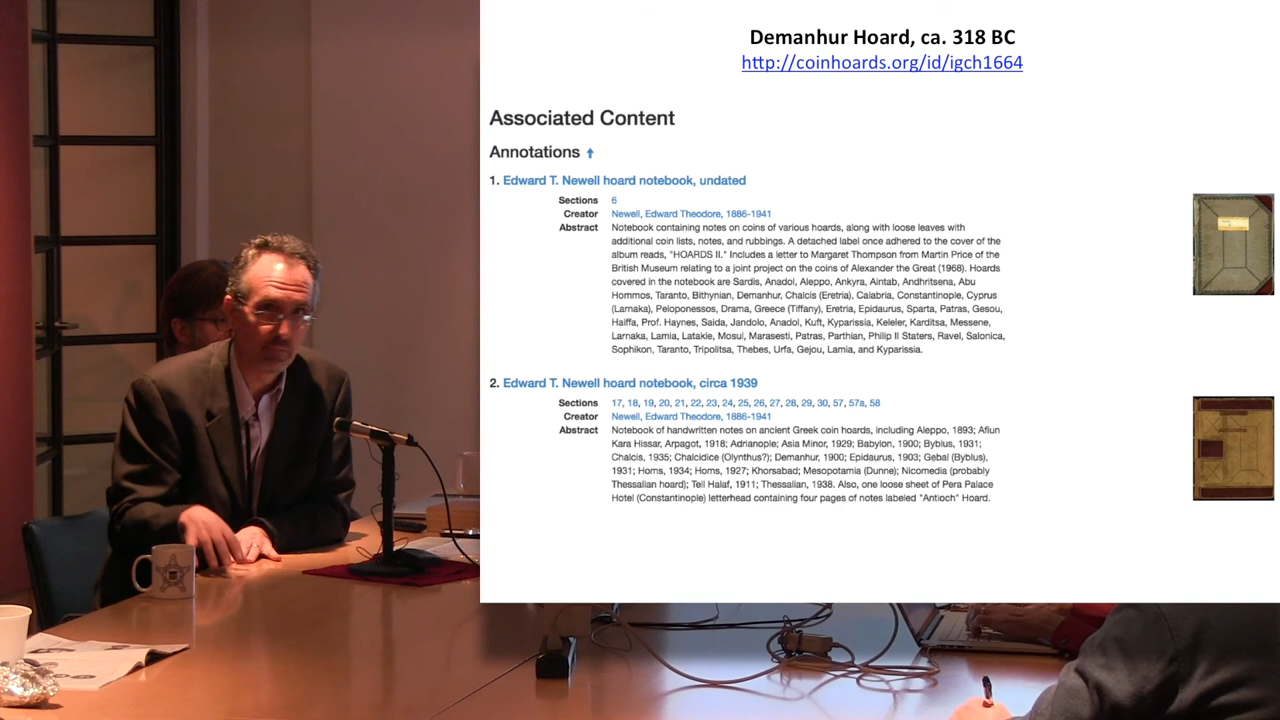 Demanhur Hoard, ca. 318 BC
http://coinhoards.org/id/igch1664
Associated Content
Annotations
1. Edward T. Newell hoard notebook, undated
Sections 6
Creator Newell, Edward Theodore, 1886-1941
Abstract Notebook containing notes on coins of various hoards, along with loose leaves with
additional coin lists, notes, and rubbings. A detached label once adhered to the cover of the
album reads, "HOARDS II." Includes a letter to Margaret Thompson from Martin Price of the
British Museum relating to a joint project on the coins of Alexander the Great (1968). Hoards
covered in the notebook are Sardis, Anadol, Aleppo, Ankyra, Aintab, Andhritsena, Abu
Hommos, Taranto, Bithynian, Demanhur, Chalcis (Eretria), Calabria, Constantinople, Cyprus
(Larnaka), Peloponessos, Drama, Greece (Tiffany), Eretria, Epidaurus, Sparta, Patras, Gesou,
Haiffa, Prof. Haynes, Saida, Jandolo, Anadol, Kuft, Kyparissia, Keleler, Karditsa, Messene,
Larnaka, Lamia, Latakie, Mosul, Marasesti, Patras, Parthian, Philip II Staters, Ravel, Salonica,
Sophikon, Taranto, Tripolitsa, Thebes, Urfa, Gejou, Lamia, and Kyparissia.
2. Edward T. Newell hoard notebook, circa 1939
Sections 17, 18, 19, 20, 21, 22, 23, 24, 25, 26, 27, 28, 29, 30, 57, 57a, 58
Creator Newell, Edward Theodore, 1886-1941
Abstract Notebook of handwritten notes on ancient Greek coin hoards, including Aleppo, 1893; Afiun
Kara Hissar, Arpagot, 1918; Adrianople; Asia Minor, 1929; Babylon, 1900; Byblus, 1931;
Chalcis, 1935; Chalcidice (Olynthus?); Demanhur, 1900; Epidaurus, 1903; Gebal (Byblus),
1931; Homs, 1934; Homs, 1927; Khorsabad; Mesopotamia (Dunne); Nicomedia (probably
Thessalian hoard); Tell Halaf, 1911; Thessalian, 1938. Also, one loose sheet of Pera Palace
Hotel (Constantinople) letterhead containing four pages of notes labeled "Antioch" Hoard.